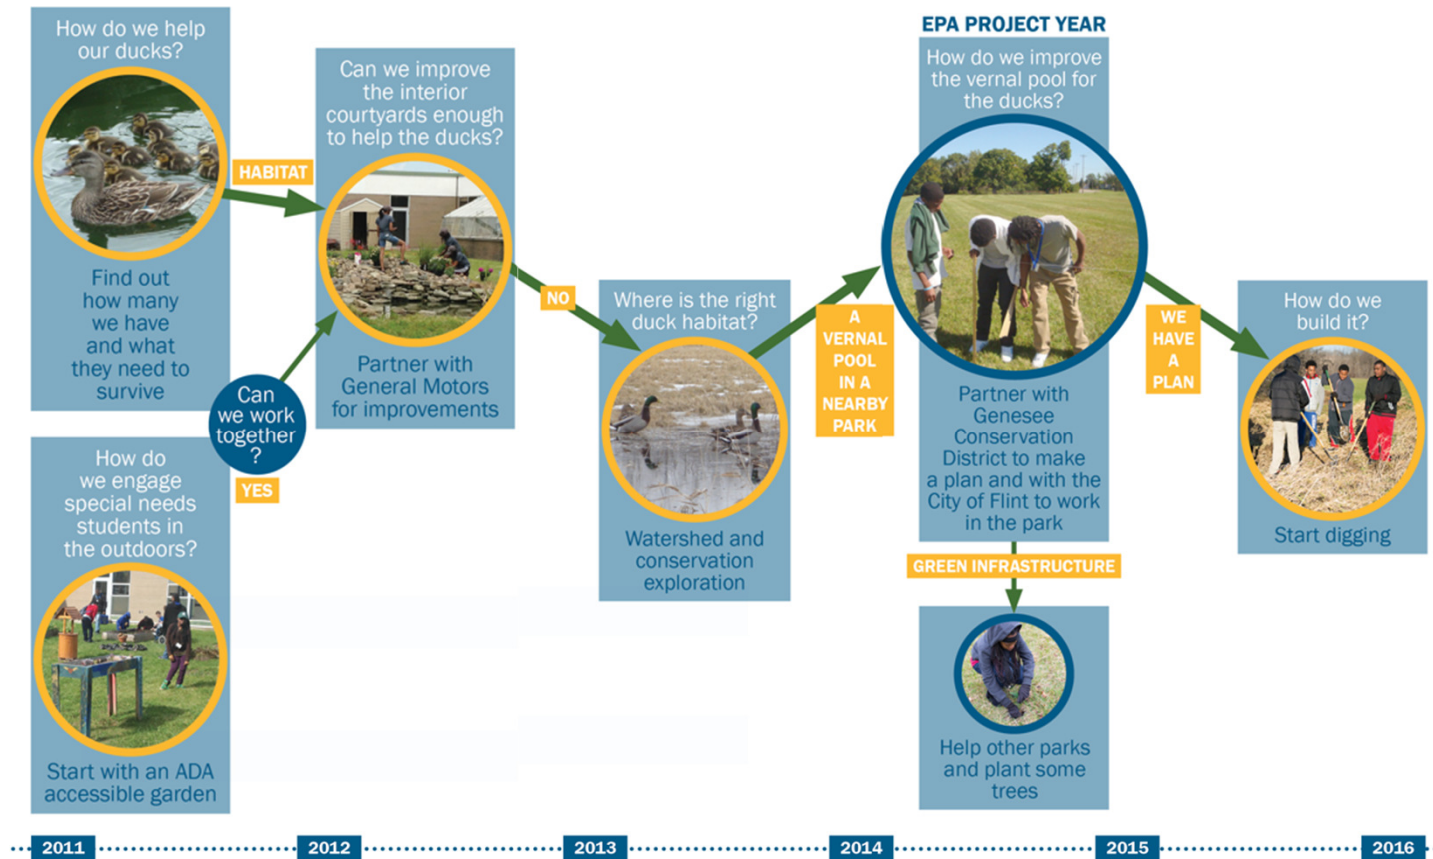 How do we help
our ducks?
Find out
how many
we have
and what
they need to
survive
HABITAT
How do
we engage
special needs
students in
the outdoors?
Start with an ADA
accessible garden
Can
we work
together
?
YES
Can we improve
the interior
courtyards enough
to help the ducks?
Partner with
General Motors
for improvements
NO
Where is the right
duck habitat?
Watershed and
conservation
exploration
A
VERNAL
POOL
IN A
NEARBY
PARK
EPA PROJECT YEAR
How do we improve
the vernal pool for
the ducks?
Partner with
Genesee
Conservation
District to make
a plan and with the
City of Flint to work
in the park
GREEN INFRASTRUCTURE
Help other parks
and plant some
trees
WE
HAVE
A
PLAN
How do we
build it?
Start digging
2011
2012
2013
2014
2015
2016